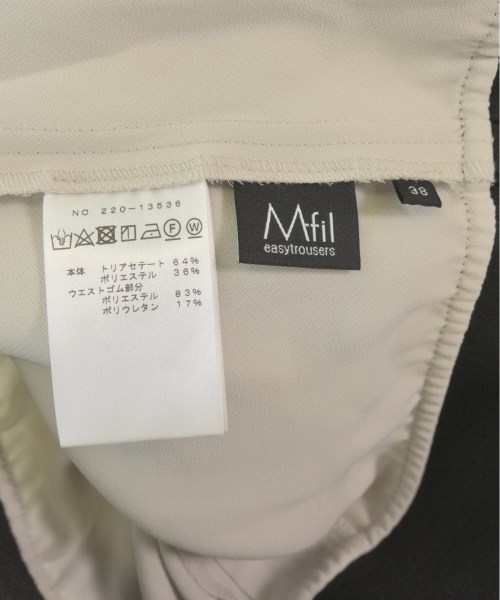 NO 220-13536
本体 トリアセテート 64%
ポリエステル 36%
ウエストゴム部分
ポリエステル 83%
ポリウレタン 17%
Mfil
easytrousers
38